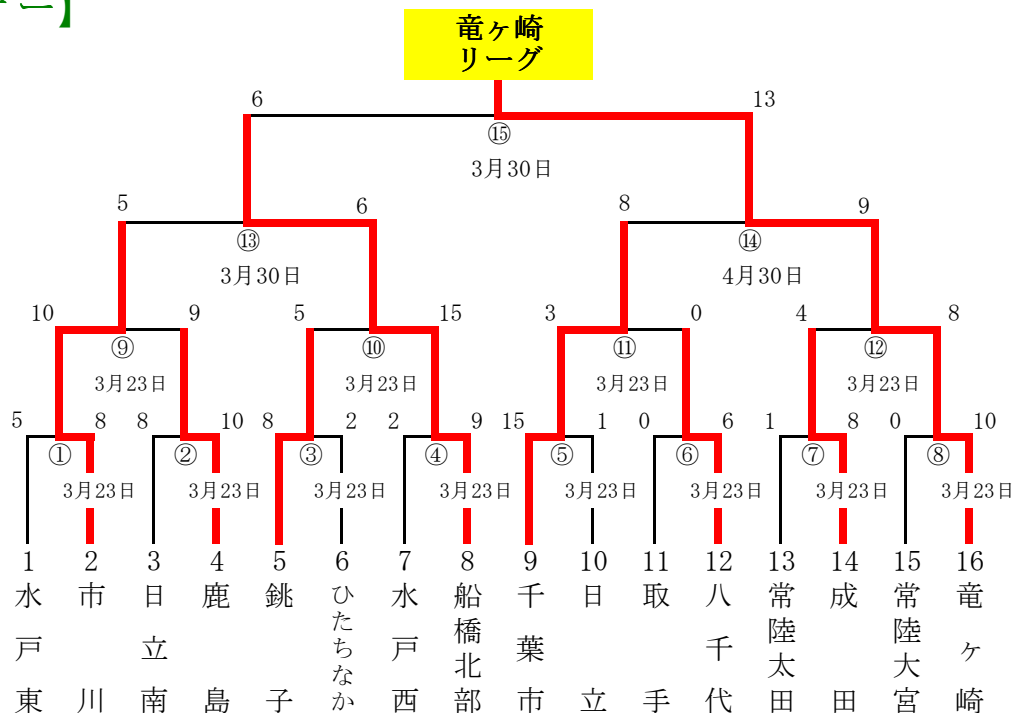 ー】
竜ヶ崎
リーグ
6 13
⑮
3月30日
5 6 8 9
⑬ ⑭
3月30日 4月30日
10 9 5 15 3 0 4 8
⑨ ⑩ ⑪ ⑫
3月23日 3月23日 3月23日 3月23日
5 8 8 10 8 2 2 9 15 1 0 6 1 8 0 10
① ② ③ ④ ⑤ ⑥ ⑦ ⑧
3月23日 3月23日 3月23日 3月23日 3月23日 3月23日 3月23日 3月23日
1 2 3 4 5 6 7 8 9 10 11 12 13 14 15 16
水戸東
市川
日立南
鹿島
銚子
ひたちなか
水戸西
船橋北部
千葉市
日立
取手
八千代
常陸太田
成田
常陸大宮
竜ヶ崎